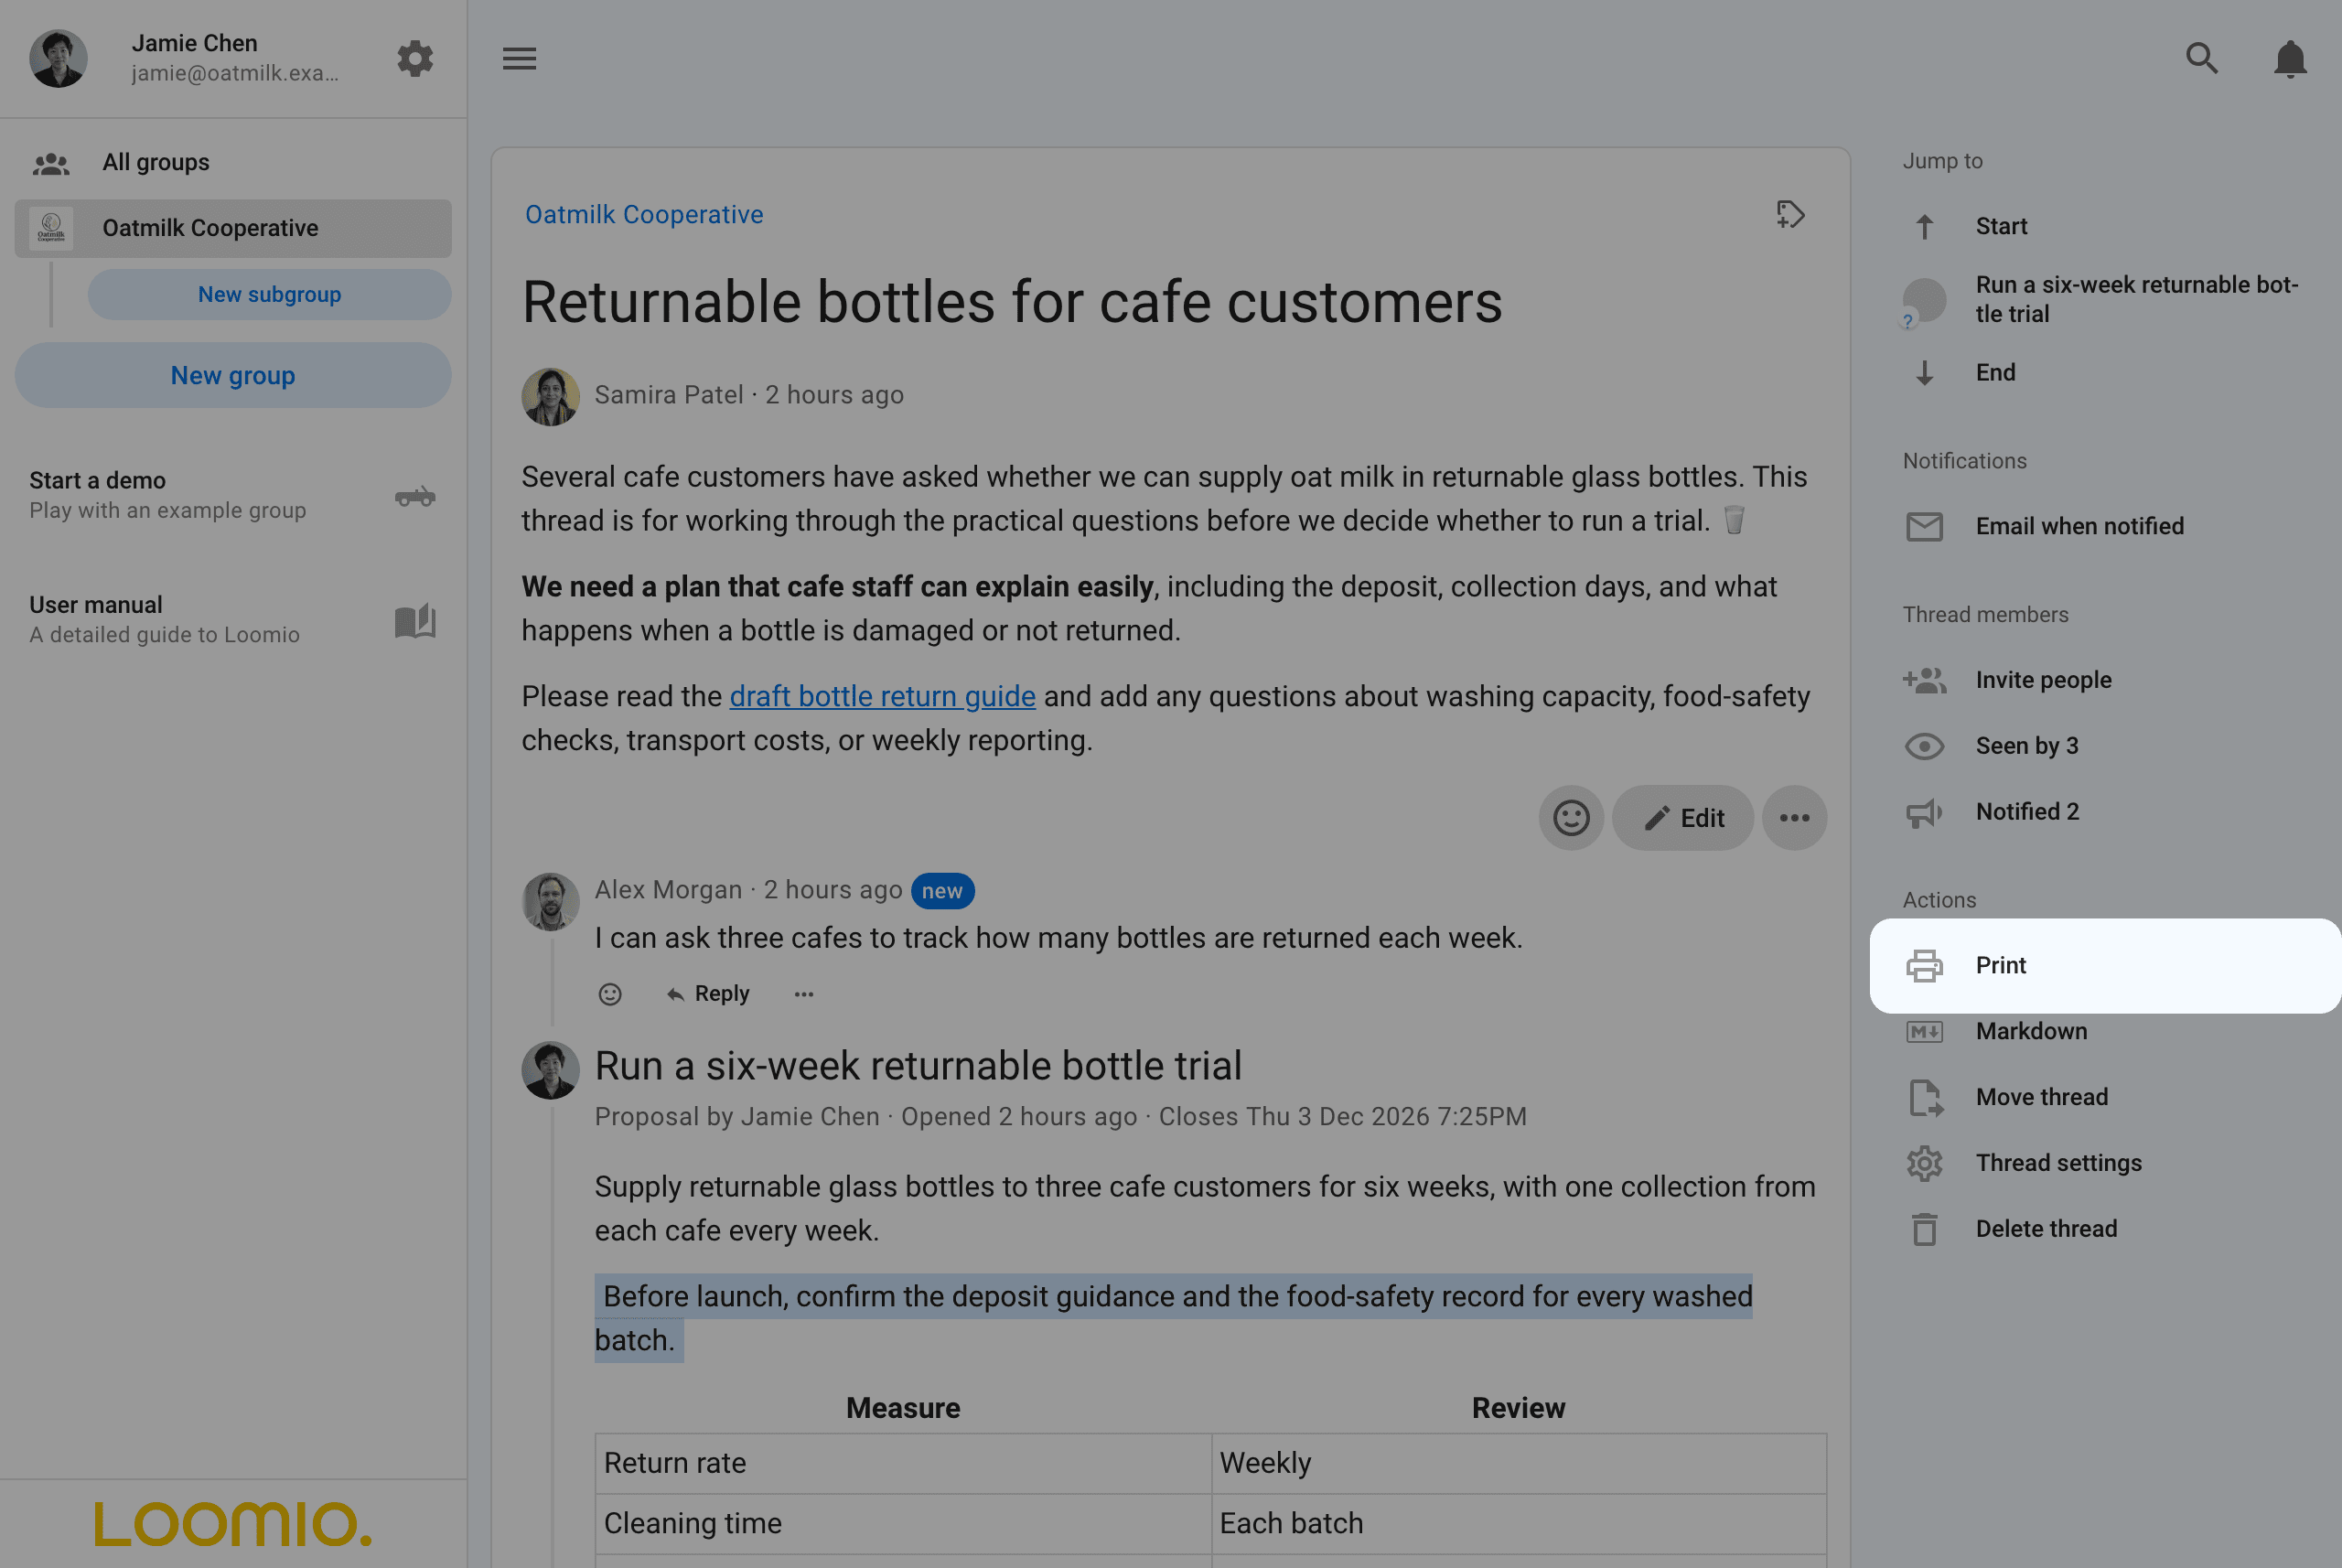 Jamie Chen
jamie@oatmilk.exa...
All groups
Oatmilk Cooperative
Oatmilk Cooperative
New subgroup
New group
Start a demo
Play with an example group
User manual
A detailed guide to Loomio
LOOMIO.
Oatmilk Cooperative
Returnable bottles for cafe customers
Samira Patel · 2 hours ago
Several cafe customers have asked whether we can supply oat milk in returnable glass bottles. This
thread is for working through the practical questions before we decide whether to run a trial. 🥛
We need a plan that cafe staff can explain easily, including the deposit, collection days, and what
happens when a bottle is damaged or not returned.
Please read the draft bottle return guide and add any questions about washing capacity, food-safety
checks, transport costs, or weekly reporting.
Edit
Alex Morgan · 2 hours ago new
I can ask three cafes to track how many bottles are returned each week.
Reply
Run a six-week returnable bottle trial
Proposal by Jamie Chen · Opened 2 hours ago · Closes Thu 3 Dec 2026 7:25PM
Supply returnable glass bottles to three cafe customers for six weeks, with one collection from
each cafe every week.
Before launch, confirm the deposit guidance and the food-safety record for every washed
batch.
Measure Review
Return rate Weekly
Cleaning time Each batch
Jump to
Start
?
Run a six-week returnable bot-
tle trial
End
Notifications
Email when notified
Thread members
Invite people
Seen by 3
Notified 2
Actions
Print
M Markdown
Move thread
Thread settings
Delete thread